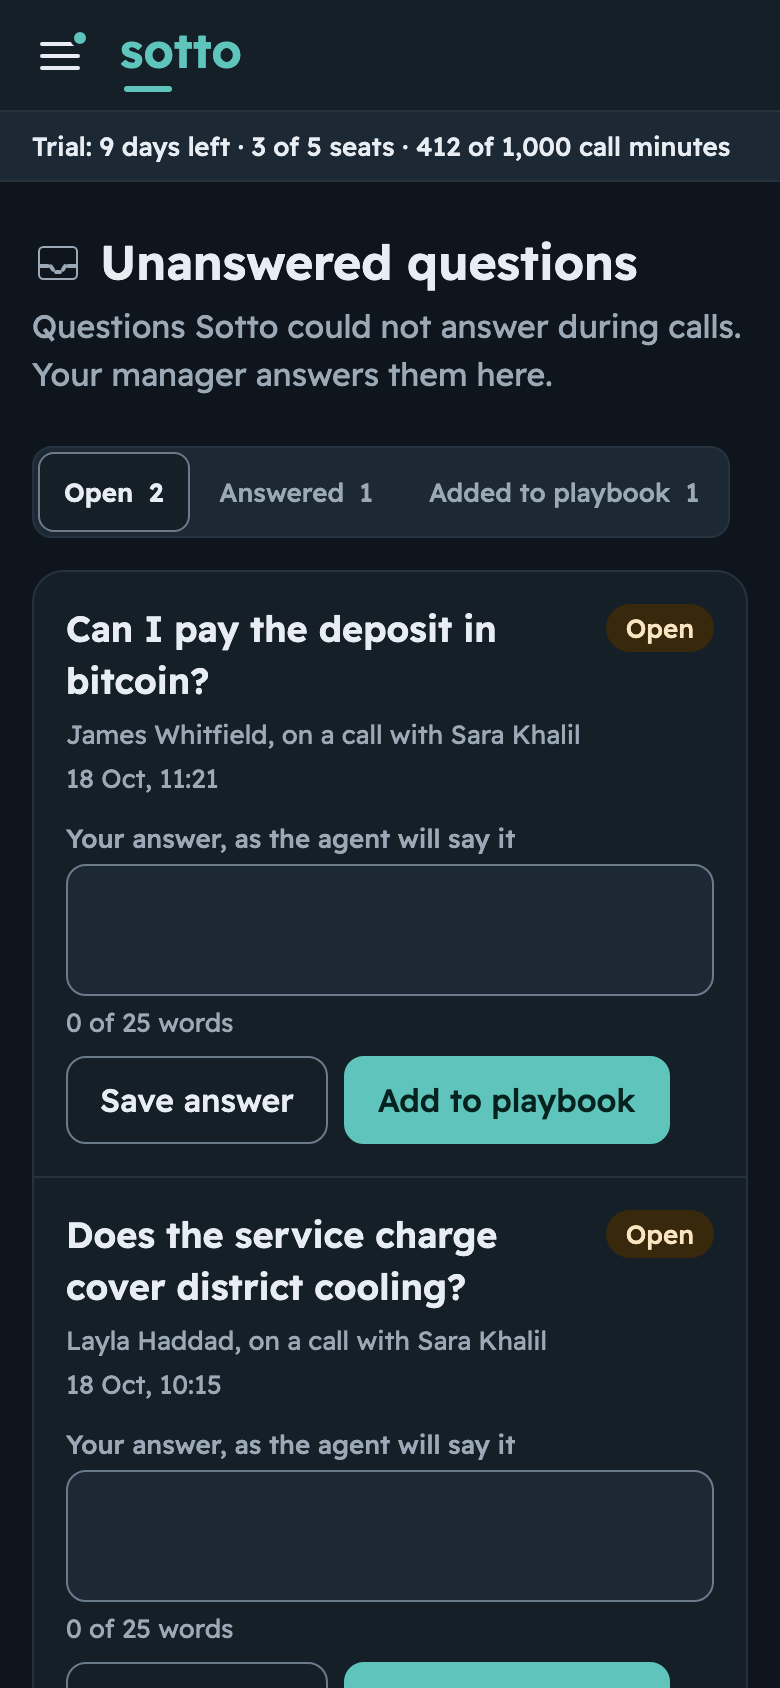 sotto
Trial: 9 days left · 3 of 5 seats · 412 of 1,000 call minutes
Unanswered questions
Questions Sotto could not answer during calls.
Your manager answers them here.
Open 2 Answered 1 Added to playbook 1
Can I pay the deposit in Open
bitcoin?
James Whitfield, on a call with Sara Khalil
18 Oct, 11:21
Your answer, as the agent will say it
0 of 25 words
Save answer Add to playbook
Does the service charge Open
cover district cooling?
Layla Haddad, on a call with Sara Khalil
18 Oct, 10:15
Your answer, as the agent will say it
0 of 25 words